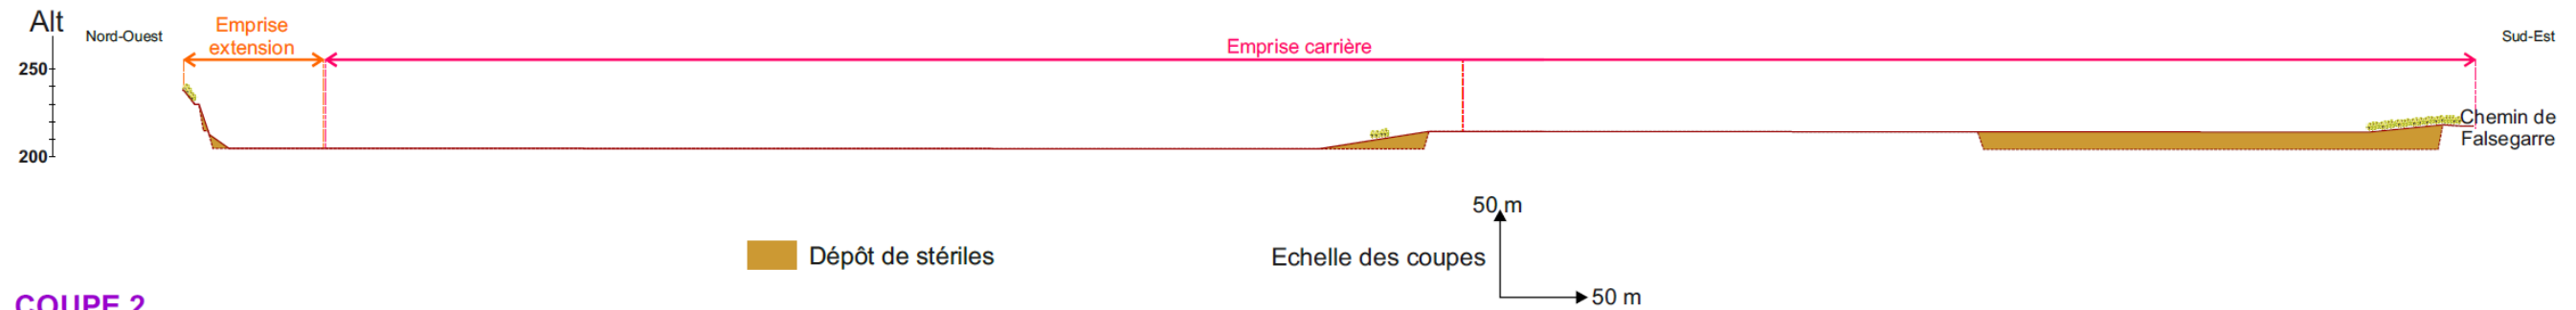 Alt
Nord-Ouest
Emprise
extension
Emprise carrière
Sud-Est
250
200
Chemin de
Falsegarre
50 m
Dépôt de stériles
Echelle des coupes
50 m
COUPE 2